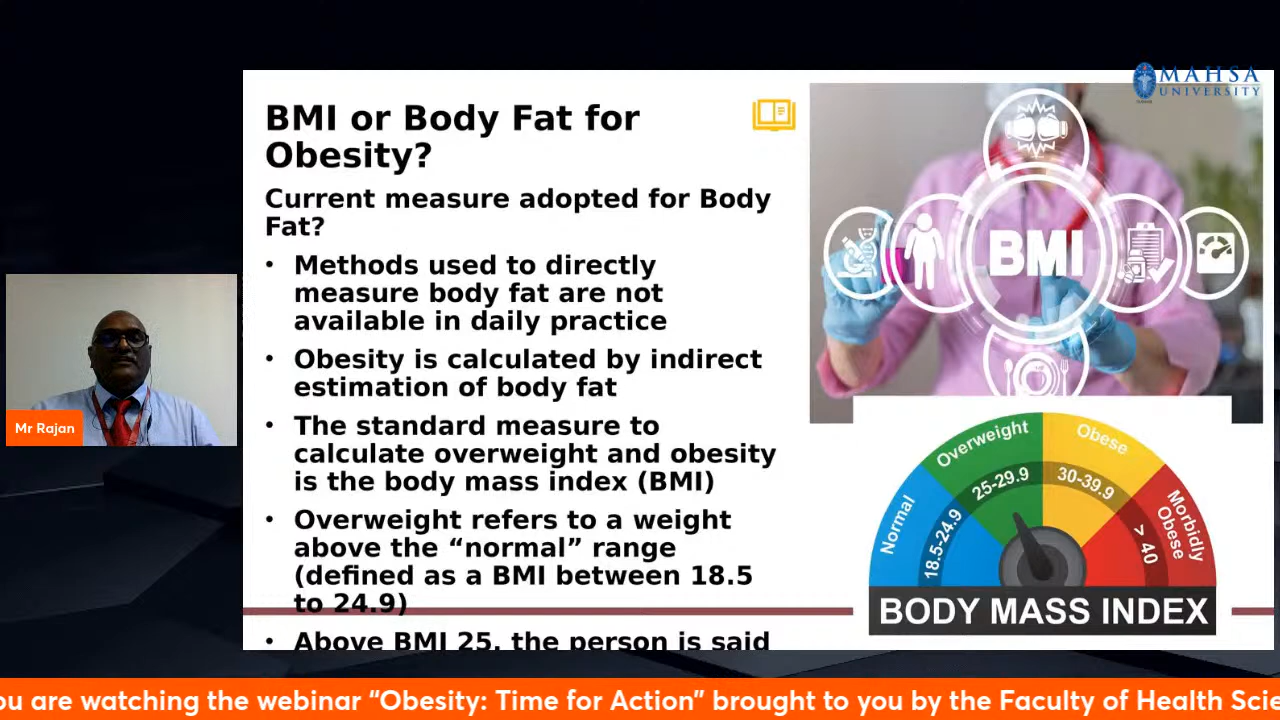 MAHSA
UNIVERSITY
BMI or Body Fat for
Obesity?
Current measure adopted for Body
Fat?
• Methods used to directly
measure body fat are not
available in daily practice
• Obesity is calculated by indirect
estimation of body fat
• The standard measure to
calculate overweight and obesity
is the body mass index (BMI)
• Overweight refers to a weight
above the “normal” range
(defined as a BMI between 18.5
to 24.9)
• Above BMI 25, the person is said
BMI
Normal
18.5-24.9
Overweight
25-29.9
Obese
30-39.9
Morbidly
Obese
> 40
BODY MASS INDEX
Mr Rajan
ou are watching the webinar “Obesity: Time for Action” brought to you by the Faculty of Health Scie